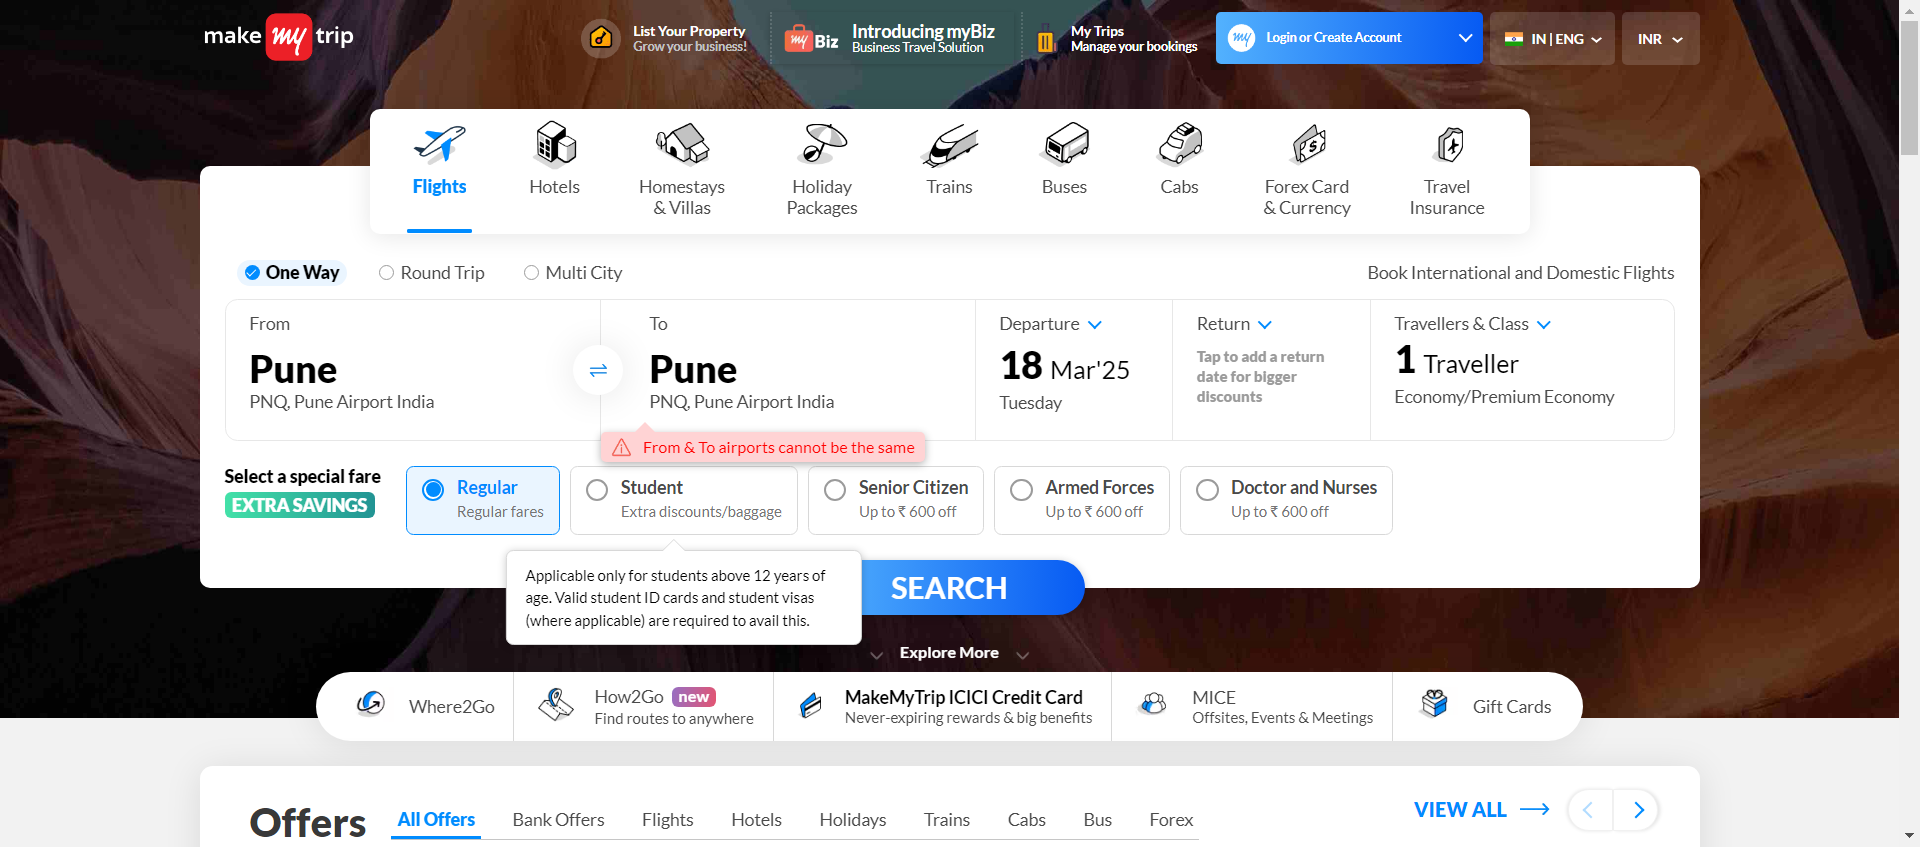 make my trip
List Your Property
Grow your business!
my Biz
Introducing myBiz
Business Travel Solution
My Trips
Manage your bookings
my
Login or Create Account
IN | ENG
INR
Flights
Hotels
Homestays
& Villas
Holiday
Packages
Trains
Buses
Cabs
Forex Card
& Currency
Travel
Insurance
One Way
Round Trip
Multi City
Book International and Domestic Flights
From
Pune
PNQ, Pune Airport India
To
Pune
PNQ, Pune Airport India
From & To airports cannot be the same
Departure
18 Mar'25
Tuesday
Return
Tap to add a return
date for bigger
discounts
Travellers & Class
1 Traveller
Economy/Premium Economy
Select a special fare
EXTRA SAVINGS
Regular
Regular fares
Student
Extra discounts/baggage
Senior Citizen
Up to ₹ 600 off
Armed Forces
Up to ₹ 600 off
Doctor and Nurses
Up to ₹ 600 off
Applicable only for students above 12 years of
age. Valid student ID cards and student visas
(where applicable) are required to avail this.
SEARCH
Explore More
Where2Go
How2Go new
Find routes to anywhere
MakeMyTrip ICICI Credit Card
Never-expiring rewards & big benefits
MICE
Offsites, Events & Meetings
Gift Cards
Offers
All Offers
Bank Offers
Flights
Hotels
Holidays
Trains
Cabs
Bus
Forex
VIEW ALL